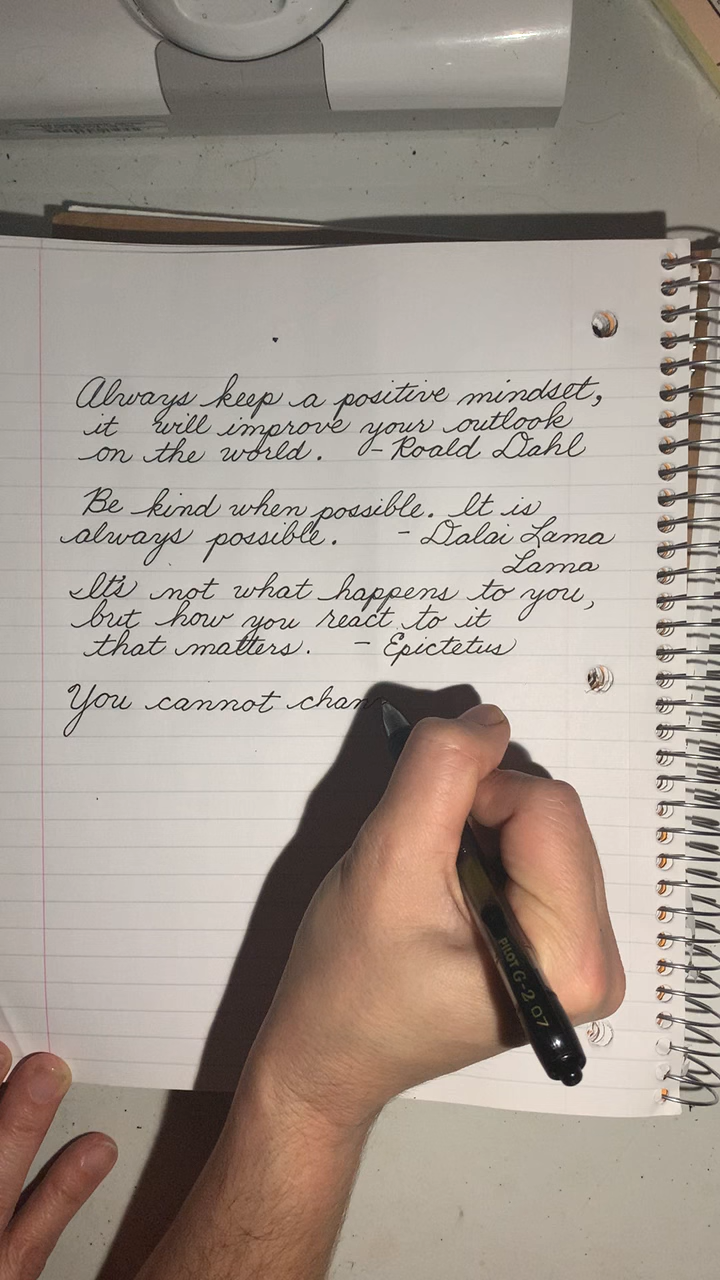 Always keep a positive mindset,
it will improve your outlook
on the world. - Roald Dahl
Be kind when possible. It is
always possible. - Dalai Lama
Lama
It's not what happens to you,
but how you react to it
that matters. - Epictetus
You cannot chan
PILOT G-2 07